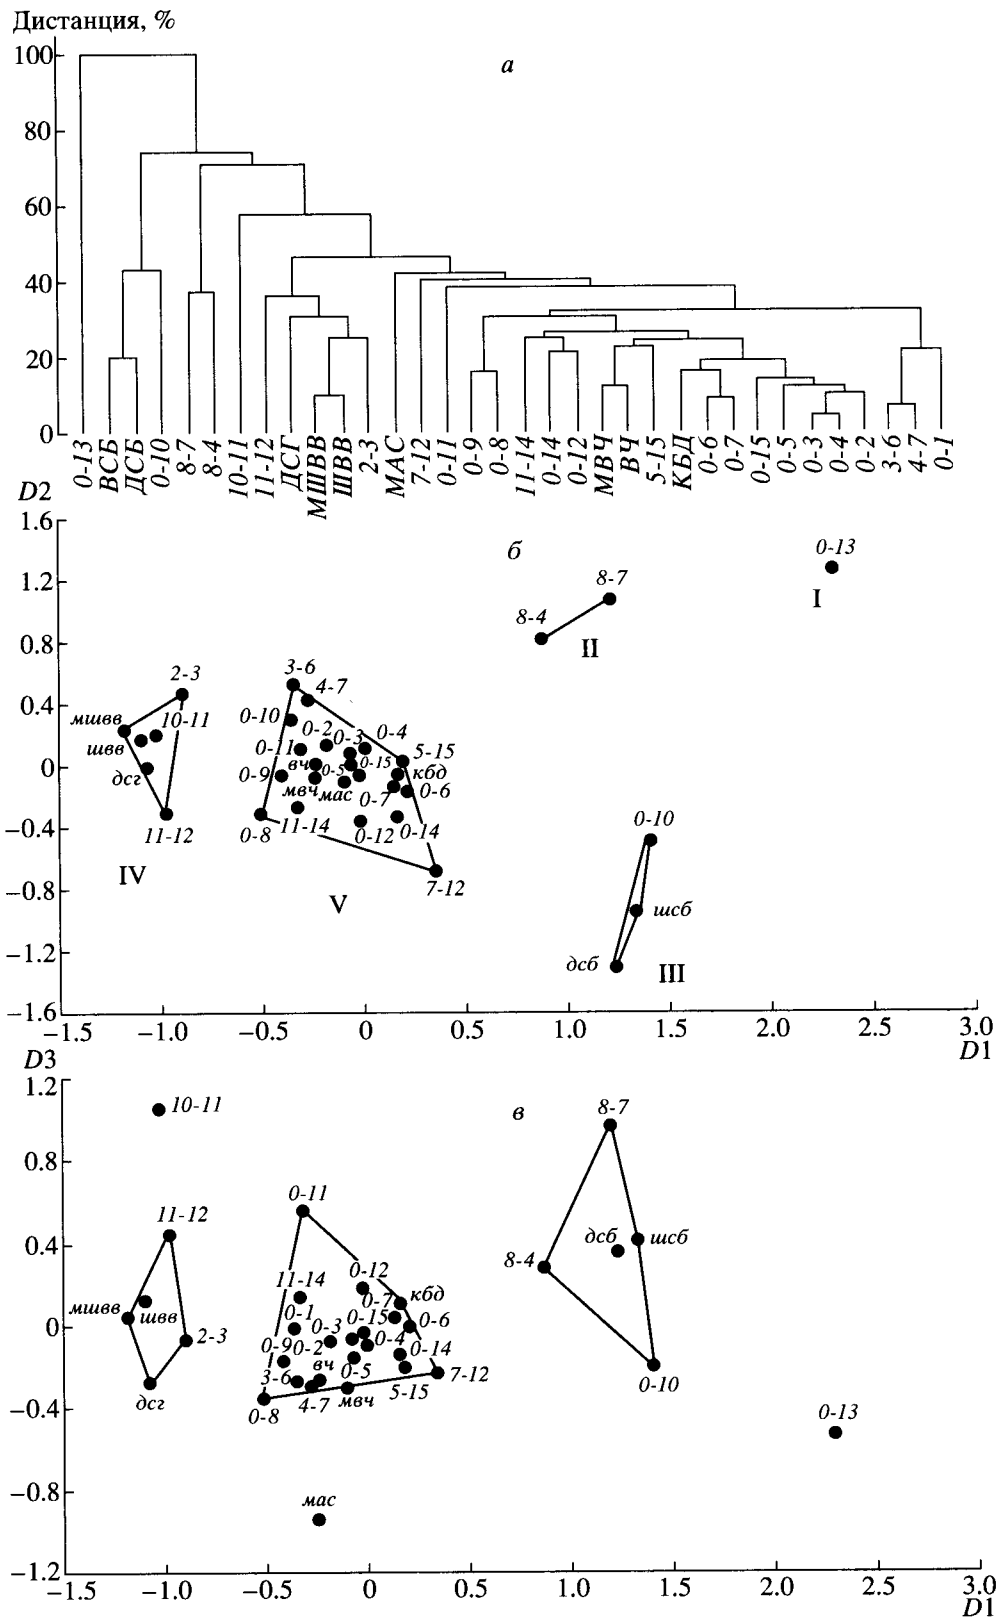 Дистанция, %
а
100
80
60
40
20
0
0-13
ВСБ
ДСБ
0-10
8-7
8-4
10-11
11-12
ДСГ
МШВВ
ШВВ
2-3
МАС
7-12
0-11
0-9
0-8
11-14
0-14
0-12
МВЧ
ВЧ
5-15
КБД
0-6
0-7
0-15
0-5
0-3
0-4
0-2
3-6
4-7
0-1
D2
1.6
1.2
0.8
0.4
0
−0.4
−0.8
−1.2
−1.6
б
0-13
I
8-7
8-4
II
2-3
мшвв
10-11
швв
дсг
11-12
IV
3-6
4-7
0-10
0-2
0-3
0-4
0-11
5-15
вч
0-5
0-15
кбд
0-9
мвч
мас
0-7
0-6
0-8
11-14
0-12
0-14
7-12
V
0-10
шсб
дсб
III
−1.5
−1.0
−0.5
0
0.5
1.0
1.5
2.0
2.5
3.0
D1
D3
1.2
0.8
0.4
0
−0.4
−0.8
−1.2
в
10-11
8-7
11-12
0-11
дсб
шсб
8-4
мшвв
швв
2-3
дсг
11-14
0-12
0-7
кбд
0-1
0-3
0-15
0-6
0-9
0-2
0-4
0-14
3-6
вч
0-5
7-12
0-8
4-7
мвч
5-15
0-10
0-13
мас
−1.5
−1.0
−0.5
0
0.5
1.0
1.5
2.0
2.5
3.0
D1